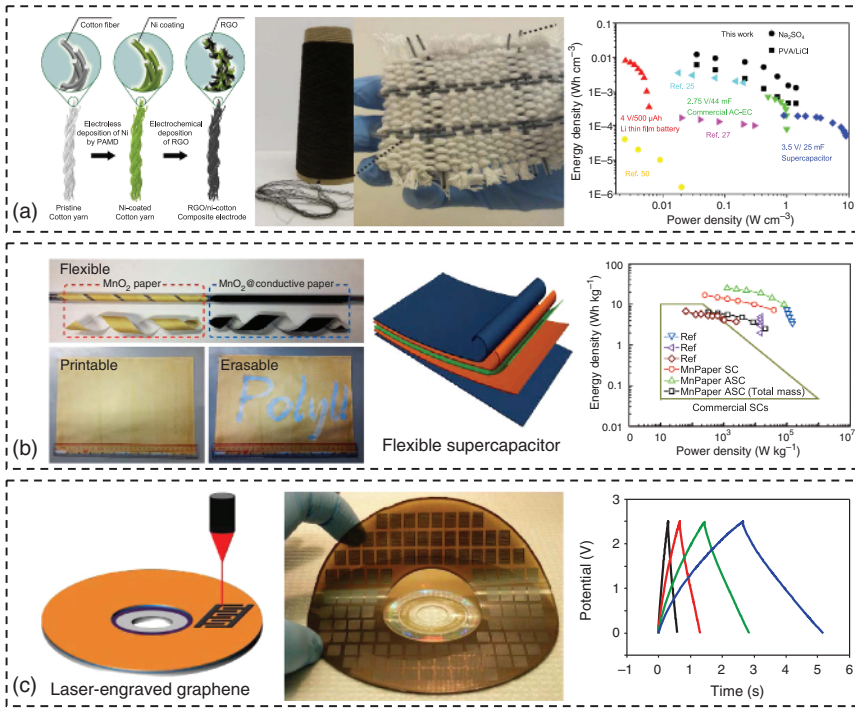 Cotton fiber
Ni coating
RGO
Electroless
deposition of Ni
by PAMD
Electrochemical
deposition
of RGO
Pristine
Cotton yarn
Ni-coated
Cotton yarn
RGO/ni-cotton
Composite electrode
Energy density (Wh cm⁻³)
0.1
0.01
1E–3
1E–4
1E–5
1E–6
This work
Na₂SO₄
PVA/LiCl
Ref. 25
2.75 V/44 mF
Commercial AC-EC
4 V/500 μAh
Li thin film battery
Ref. 27
3.5 V/ 25 mF
Supercapacitor
Ref. 50
0.01
0.1
1
10
Power density (W cm⁻³)
(a)
Flexible
MnO₂ paper
MnO₂@conductive paper
Printable
Erasable
Flexible supercapacitor
Energy density (Wh kg⁻¹)
100
10
1
0.1
0.01
Ref
Ref
Ref
MnPaper SC
MnPaper ASC
MnPaper ASC (Total mass)
Commercial SCs
0
10
10³
10⁵
10⁷
Power density (W kg⁻¹)
(b)
Laser-engraved graphene
Potential (V)
3
2
1
0
–1 0 1 2 3 4 5 6
Time (s)
(c)